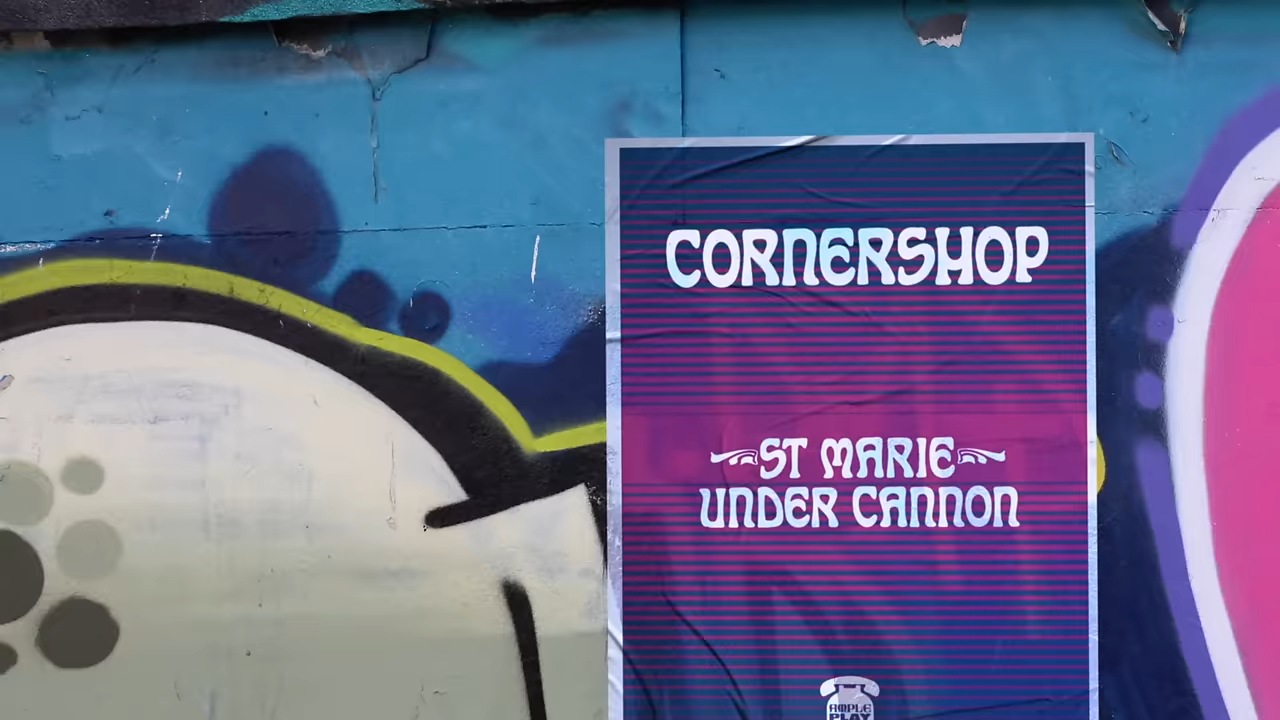 CORNERSHOP
ST MARIE
UNDER CANNON
AMPLE
PLAY